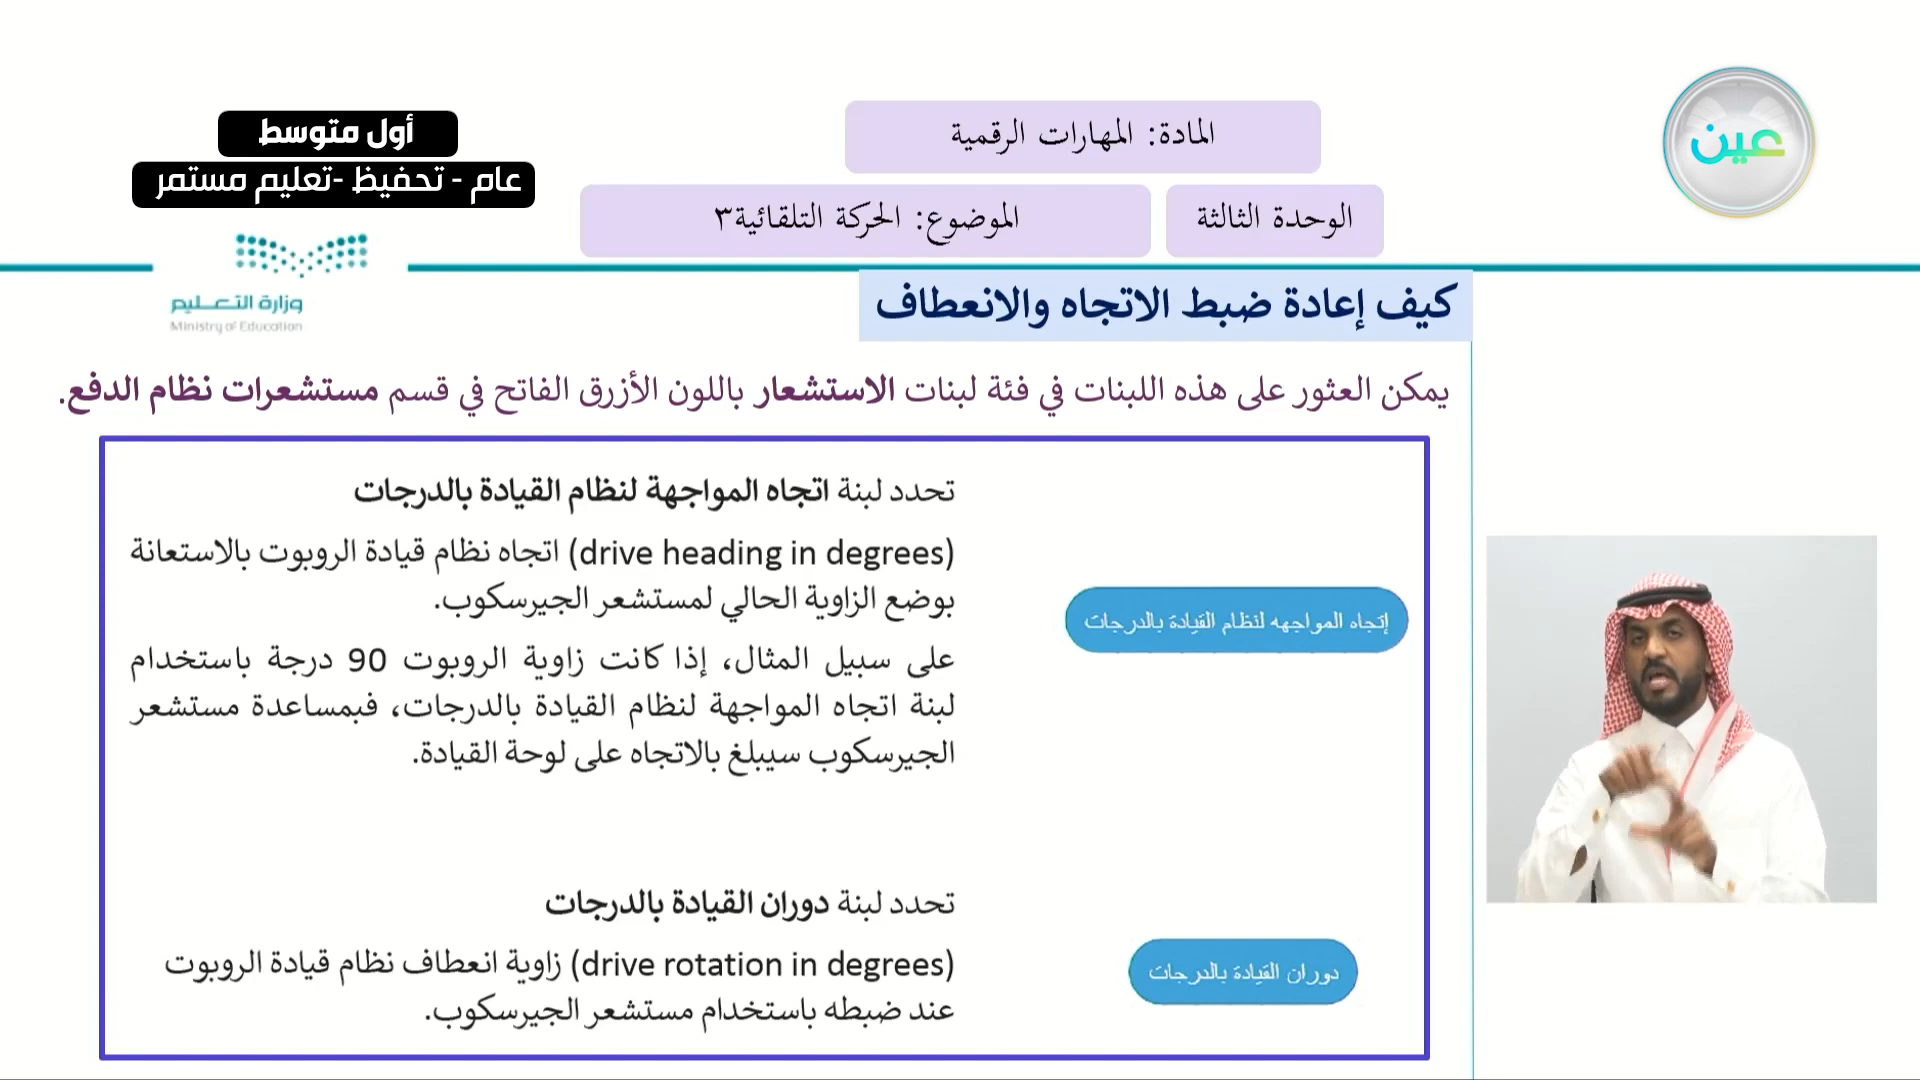 عين
المادة: المهارات الرقمية
أول متوسط
عام - تحفيظ -تعليم مستمر
الوحدة الثالثة
الموضوع: الحركة التلقائية٣
وزارة التعليم
Ministry of Education
كيف إعادة ضبط الاتجاه والانعطاف
يمكن العثور على هذه اللبنات في فئة لبنات الاستشعار باللون الأزرق الفاتح في قسم مستشعرات نظام الدفع.
تحدد لبنة اتجاه المواجهة لنظام القيادة بالدرجات
(drive heading in degrees) اتجاه نظام قيادة الروبوت بالاستعانة
بوضع الزاوية الحالي لمستشعر الجيرسكوب.
إتجاه المواجهه لنظام القيادة بالدرجات
على سبيل المثال، إذا كانت زاوية الروبوت 90 درجة باستخدام
لبنة اتجاه المواجهة لنظام القيادة بالدرجات، فبمساعدة مستشعر
الجيرسكوب سيبلغ بالاتجاه على لوحة القيادة.
تحدد لبنة دوران القيادة بالدرجات
(drive rotation in degrees) زاوية انعطاف نظام قيادة الروبوت
عند ضبطه باستخدام مستشعر الجيرسكوب.
دوران القيادة بالدرجات